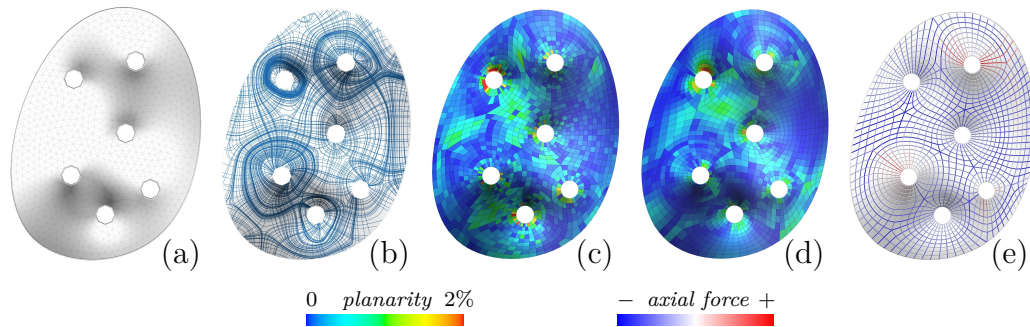 (a) (b) (c) (d) (e)
0 planarity 2%
− axial force +